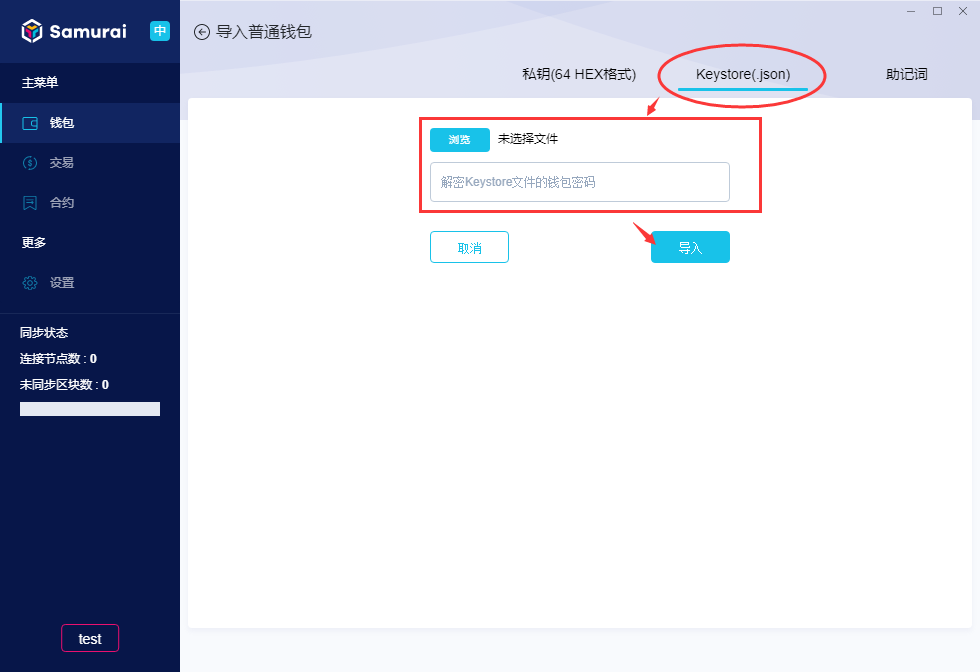 Samurai
中
主菜单
钱包
交易
合约
更多
设置
同步状态
连接节点数 : 0
未同步区块数 : 0
test
导入普通钱包
私钥(64 HEX格式)
Keystore(.json)
助记词
浏览
未选择文件
解密Keystore文件的钱包密码
取消
导入